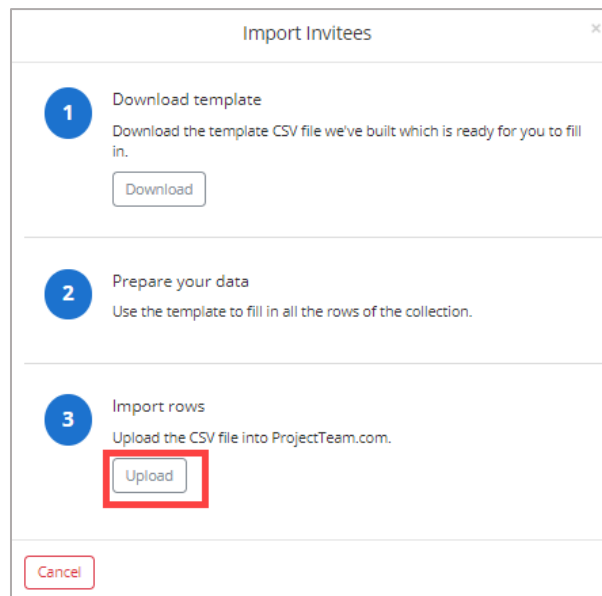 Import Invitees
×
1
Download template
Download the template CSV file we've built which is ready for you to fill
in.
Download
2
Prepare your data
Use the template to fill in all the rows of the collection.
3
Import rows
Upload the CSV file into ProjectTeam.com.
Upload
Cancel